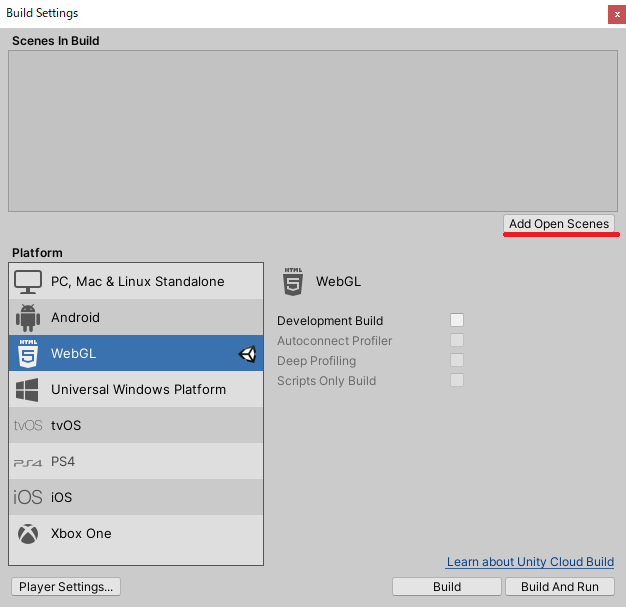 Build Settings
x
Scenes In Build
Add Open Scenes
Platform
PC, Mac & Linux Standalone
Android
HTML 5 WebGL
Universal Windows Platform
tvOS tvOS
PS4 PS4
iOS iOS
Xbox One
HTML 5 WebGL
Development Build
Autoconnect Profiler
Deep Profiling
Scripts Only Build
Learn about Unity Cloud Build
Player Settings...
Build
Build And Run